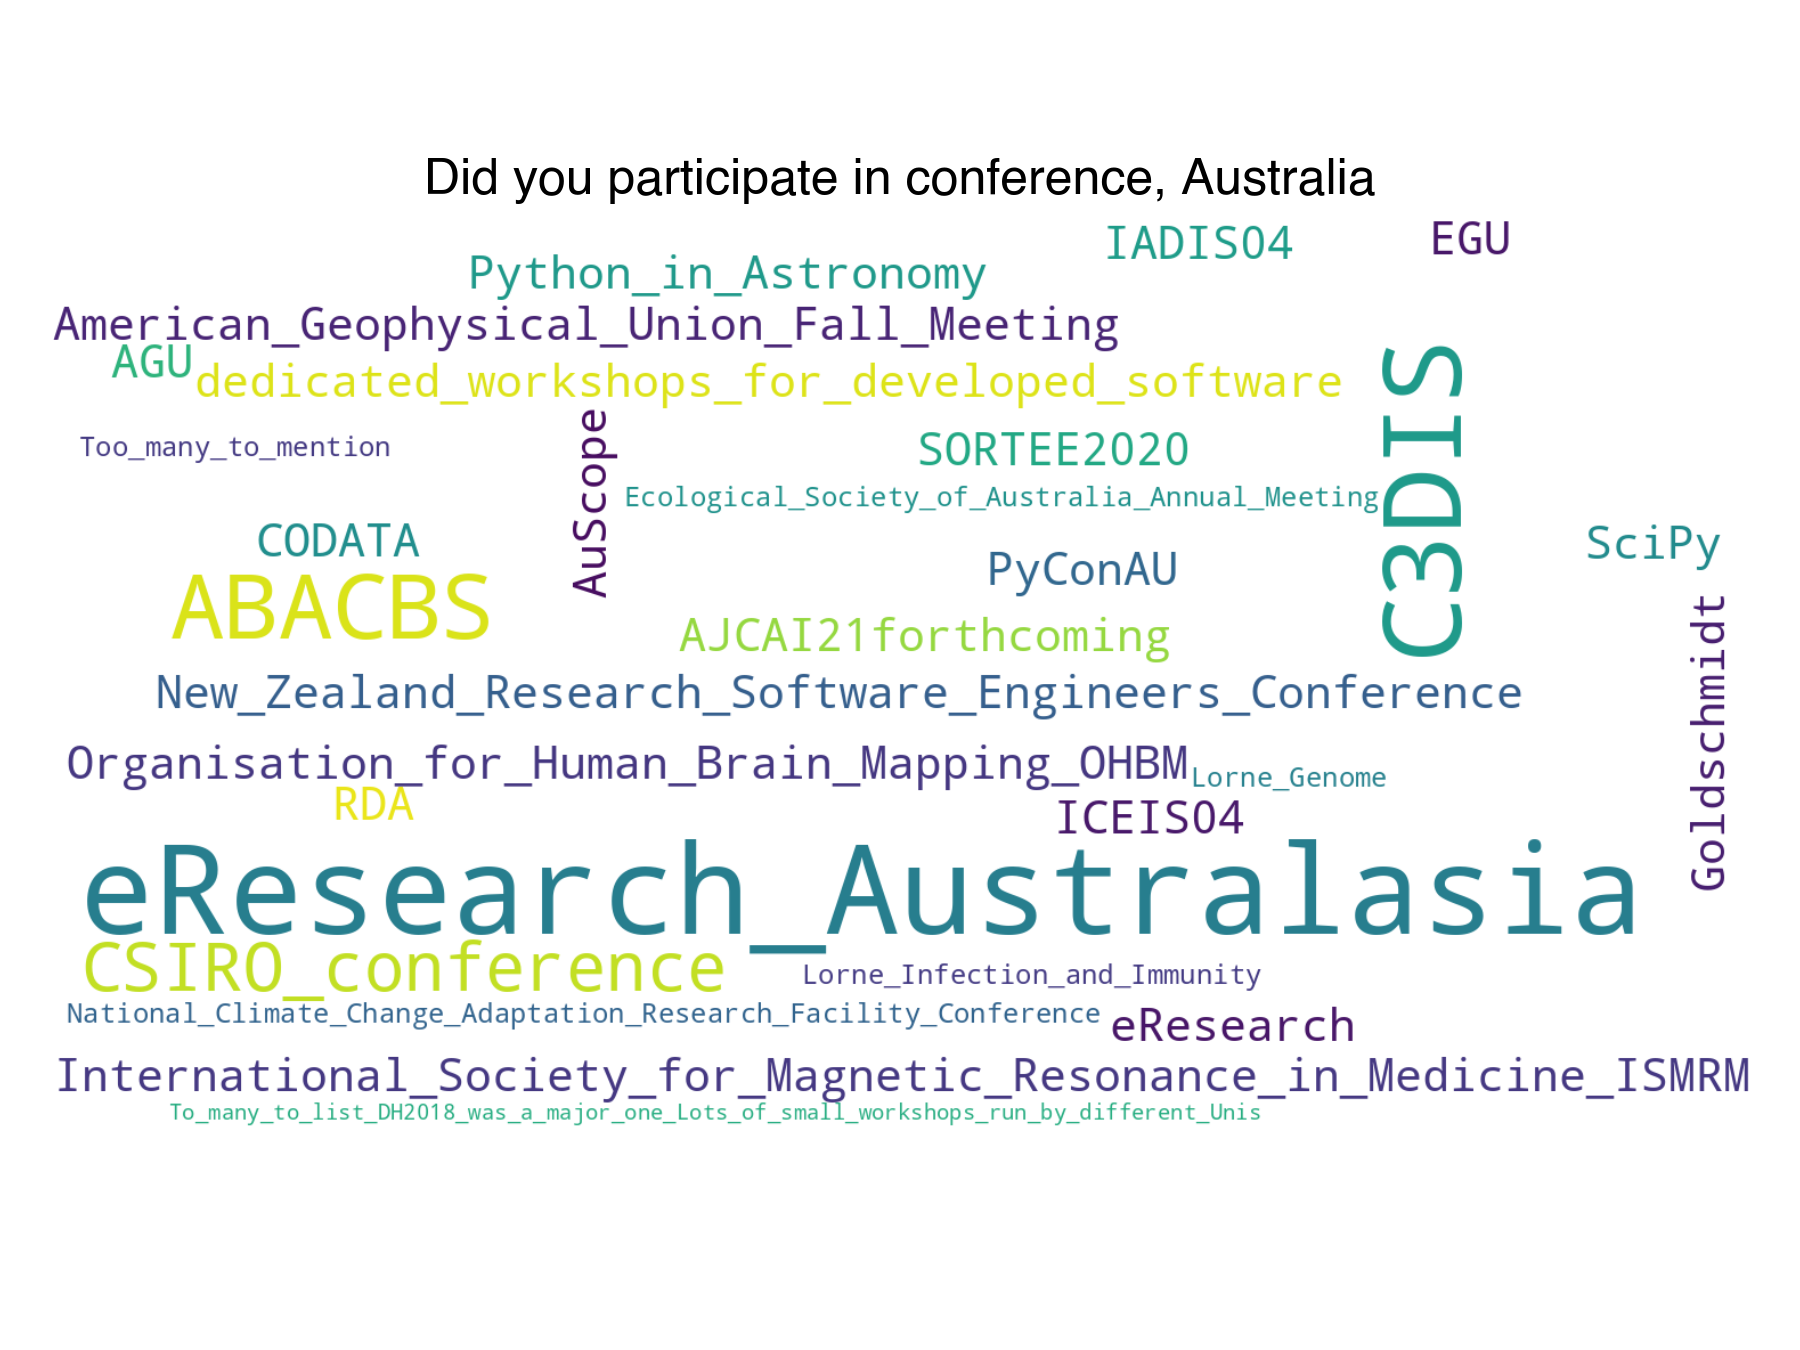 Did you participate in conference, Australia
IADIS04
EGU
Python_in_Astronomy
American_Geophysical_Union_Fall_Meeting
AGU
dedicated_workshops_for_developed_software
C3DIS
Too_many_to_mention
AuScope
SORTEE2020
Ecological_Society_of_Australia_Annual_Meeting
CODATA
SciPy
PyConAU
ABACBS
AJCAI21forthcoming
Goldschmidt
New_Zealand_Research_Software_Engineers_Conference
Organisation_for_Human_Brain_Mapping_OHBM
Lorne_Genome
RDA
ICEIS04
eResearch_Australasia
CSIRO_conference
Lorne_Infection_and_Immunity
National_Climate_Change_Adaptation_Research_Facility_Conference
eResearch
International_Society_for_Magnetic_Resonance_in_Medicine_ISMRM
To_many_to_list_DH2018_was_a_major_one_Lots_of_small_workshops_run_by_different_Unis